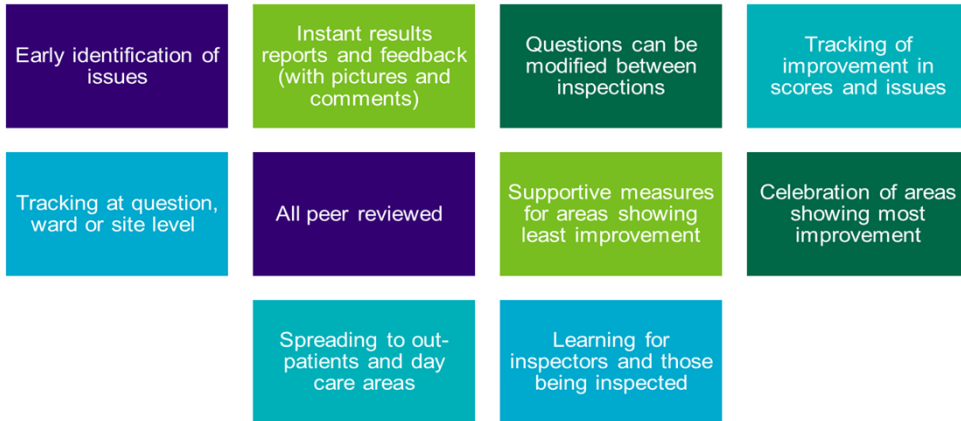 Early identification of
issues
Instant results
reports and feedback
(with pictures and
comments)
Questions can be
modified between
inspections
Tracking of
improvement in
scores and issues
Tracking at question,
ward or site level
All peer reviewed
Supportive measures
for areas showing
least improvement
Celebration of areas
showing most
improvement
Spreading to out-
patients and day
care areas
Learning for
inspectors and those
being inspected